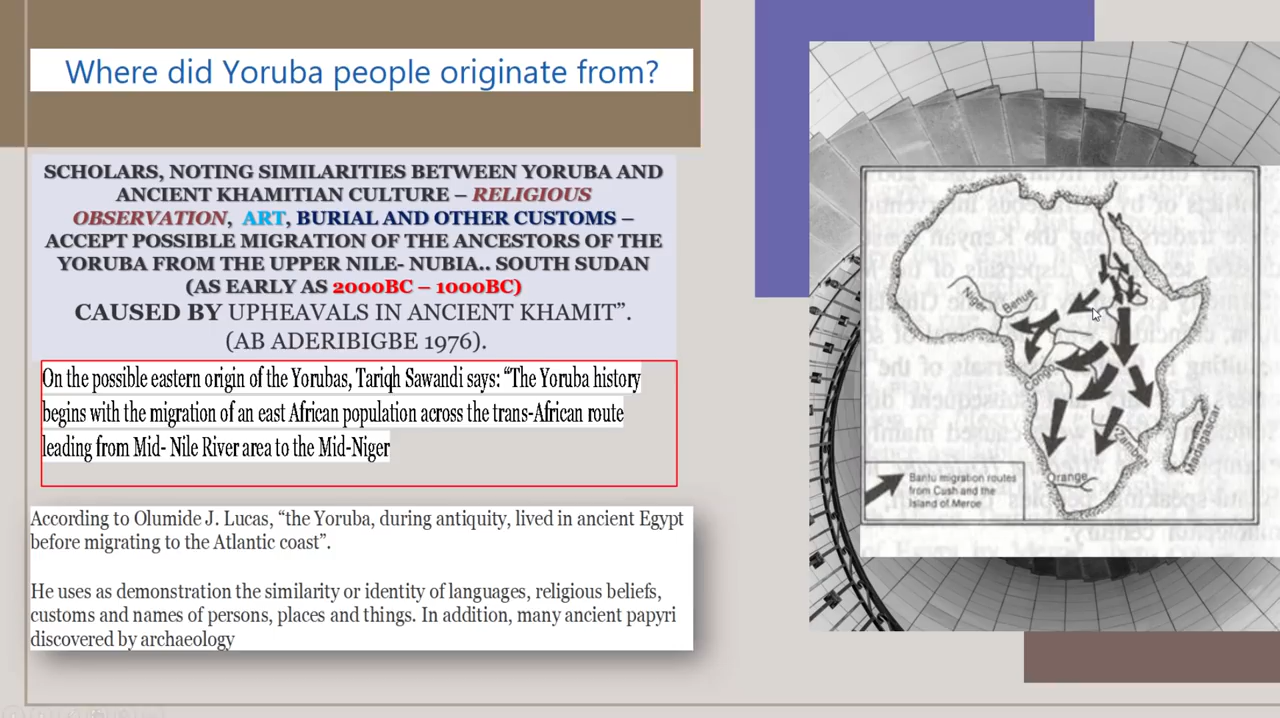 Where did Yoruba people originate from?
SCHOLARS, NOTING SIMILARITIES BETWEEN YORUBA AND
ANCIENT KHAMITIAN CULTURE – RELIGIOUS
OBSERVATION, ART, BURIAL AND OTHER CUSTOMS –
ACCEPT POSSIBLE MIGRATION OF THE ANCESTORS OF THE
YORUBA FROM THE UPPER NILE- NUBIA.. SOUTH SUDAN
(AS EARLY AS 2000BC – 1000BC)
CAUSED BY UPHEAVALS IN ANCIENT KHAMIT”.
(AB ADERIBIGBE 1976).
On the possible eastern origin of the Yorubas, Tariqh Sawandi says: “The Yoruba history
begins with the migration of an east African population across the trans-African route
leading from Mid- Nile River area to the Mid-Niger
According to Olumide J. Lucas, “the Yoruba, during antiquity, lived in ancient Egypt
before migrating to the Atlantic coast”.
He uses as demonstration the similarity or identity of languages, religious beliefs,
customs and names of persons, places and things. In addition, many ancient papyri
discovered by archaeology
Niger
Benue
Congo
Zambezi
Madagascar
Orange
Bantu migration routes
from Cush and the
Island of Meroe